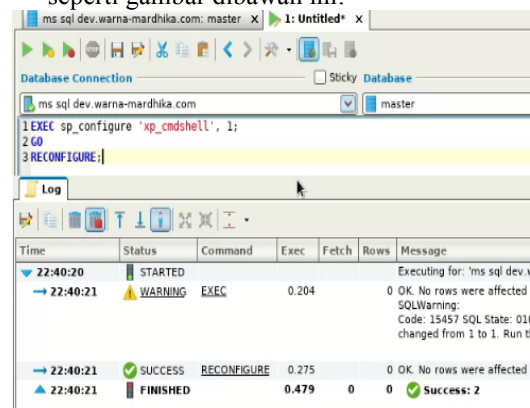 seperti gambar dibawah ini:
ms sql dev.warna-mardhika.com: master x 1: Untitled* x
Database Connection Sticky Database
ms sql dev.warna-mardhika.com master
1 EXEC sp_configure 'xp_cmdshell', 1;
2 GO
3 RECONFIGURE;
Log
Time Status Command Exec Fetch Rows Message
22:40:20 STARTED Executing for: 'ms sql dev.
22:40:21 WARNING EXEC 0.204 0 OK. No rows were affected
SQLWarning:
Code: 15457 SQL State: 01
changed from 1 to 1. Run
22:40:21 SUCCESS RECONFIGURE 0.275 0 OK. No rows were affected
22:40:21 FINISHED 0.479 0 0 Success: 2